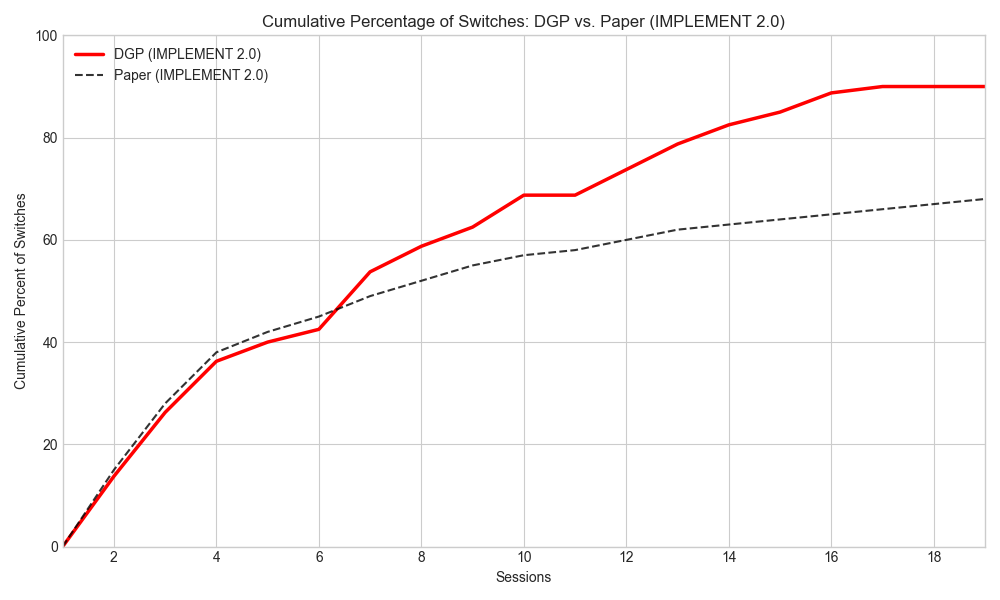 Cumulative Percentage of Switches: DGP vs. Paper (IMPLEMENT 2.0)
DGP (IMPLEMENT 2.0)
Paper (IMPLEMENT 2.0)
Cumulative Percent of Switches
100
80
60
40
20
0
2 4 6 8 10 12 14 16 18
Sessions